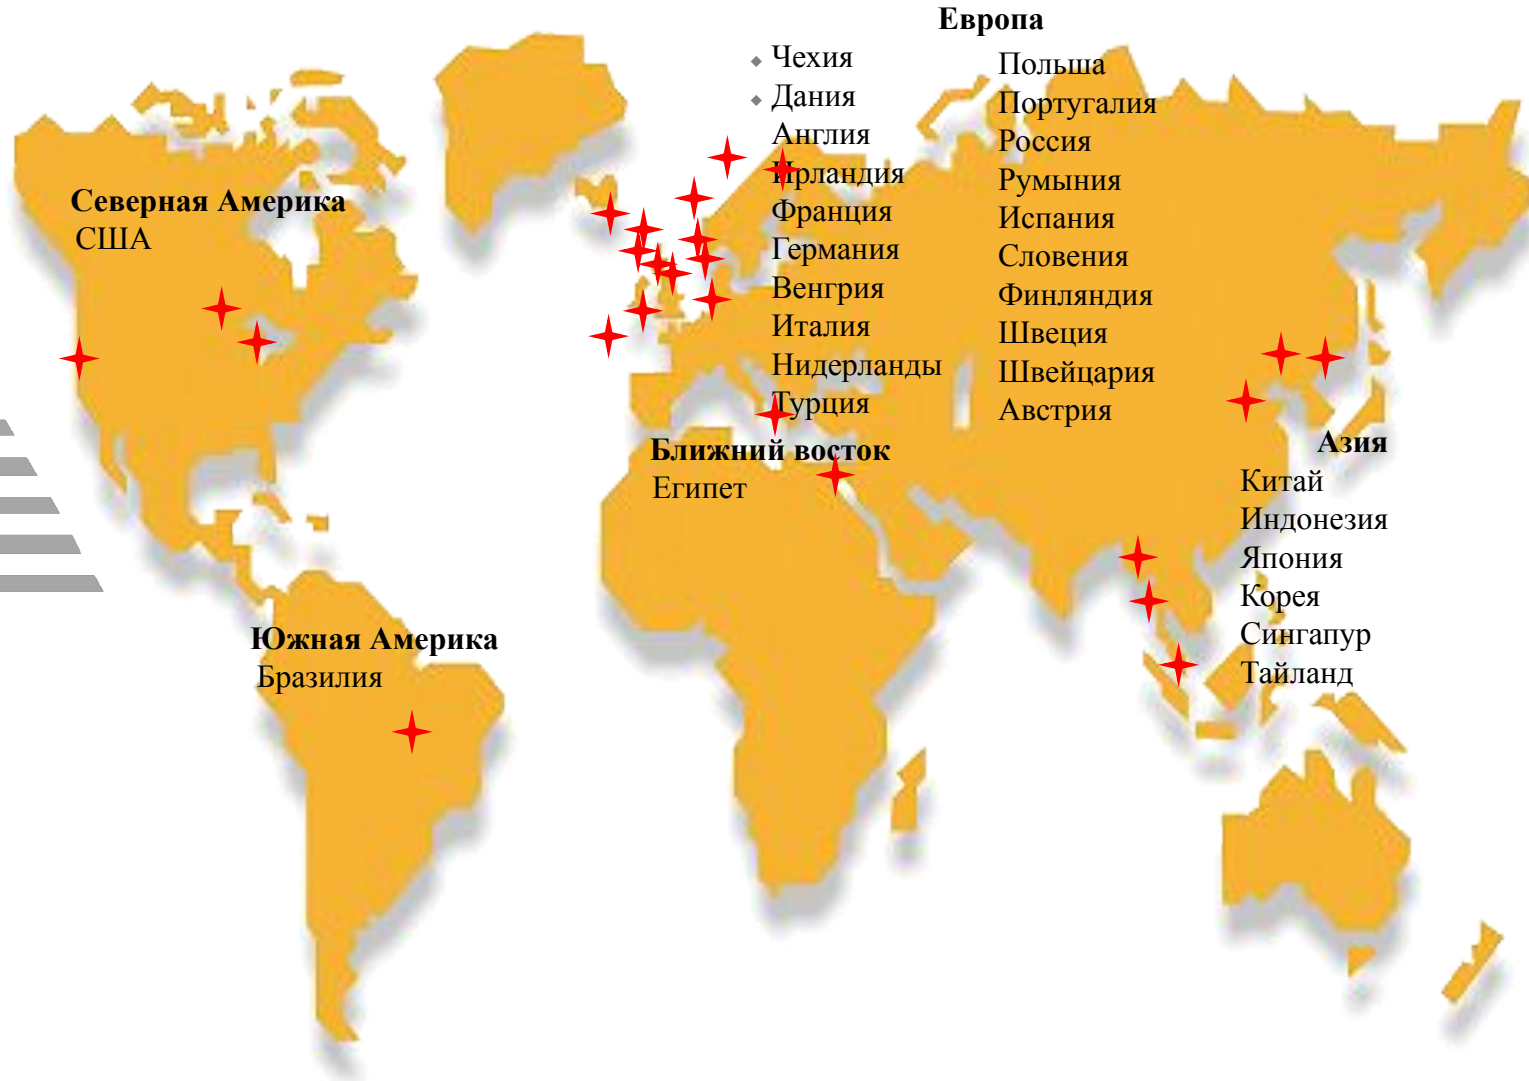 Европа
Чехия
Дания
Англия
Ирландия
Франция
Германия
Венгрия
Италия
Нидерланды
Турция
Польша
Португалия
Россия
Румыния
Испания
Словения
Финляндия
Швеция
Швейцария
Австрия
Северная Америка
США
Ближний восток
Египет
Азия
Китай
Индонезия
Япония
Корея
Сингапур
Тайланд
Южная Америка
Бразилия